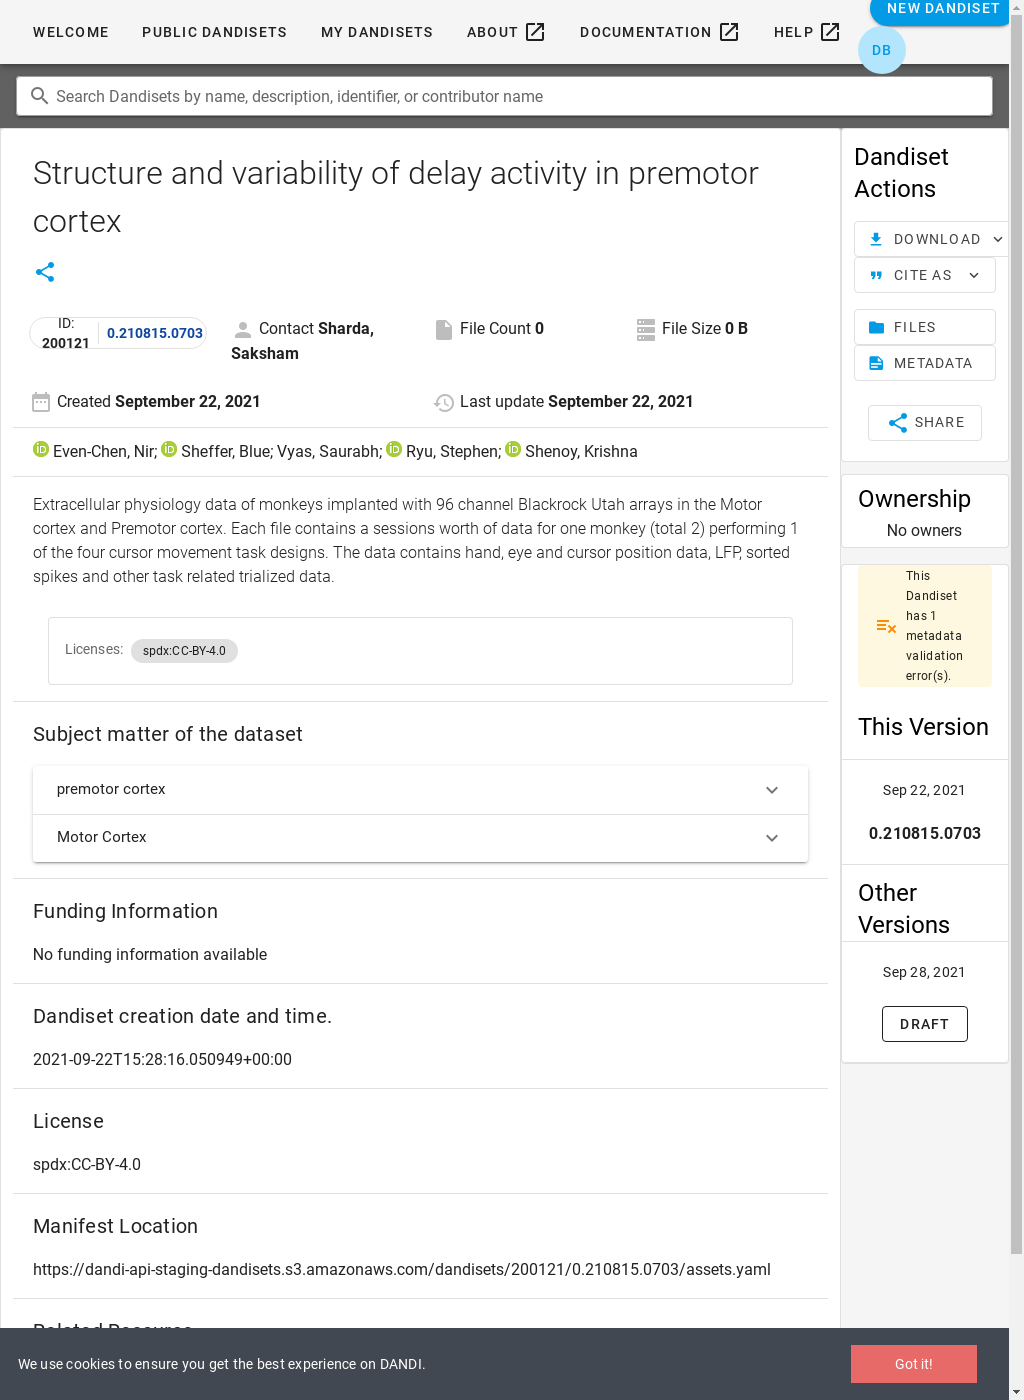 WELCOME PUBLIC DANDISETS MY DANDISETS ABOUT DOCUMENTATION HELP NEW DANDISET
DB
Search Dandisets by name, description, identifier, or contributor name
Structure and variability of delay activity in premotor
cortex
ID:
200121
0.210815.0703
Contact Sharda,
Saksham
File Count 0
File Size 0 B
Created September 22, 2021
Last update September 22, 2021
Even-Chen, Nir; Sheffer, Blue; Vyas, Saurabh; Ryu, Stephen; Shenoy, Krishna
Extracellular physiology data of monkeys implanted with 96 channel Blackrock Utah arrays in the Motor
cortex and Premotor cortex. Each file contains a sessions worth of data for one monkey (total 2) performing 1
of the four cursor movement task designs. The data contains hand, eye and cursor position data, LFP, sorted
spikes and other task related trialized data.
Licenses: spdx:CC-BY-4.0
Subject matter of the dataset
premotor cortex
Motor Cortex
Funding Information
No funding information available
Dandiset creation date and time.
2021-09-22T15:28:16.050949+00:00
License
spdx:CC-BY-4.0
Manifest Location
https://dandi-api-staging-dandisets.s3.amazonaws.com/dandisets/200121/0.210815.0703/assets.yaml
Dandiset
Actions
DOWNLOAD
CITE AS
FILES
METADATA
SHARE
Ownership
No owners
This
Dandiset
has 1
metadata
validation
error(s).
This Version
Sep 22, 2021
0.210815.0703
Other
Versions
Sep 28, 2021
DRAFT
We use cookies to ensure you get the best experience on DANDI.
Got it!